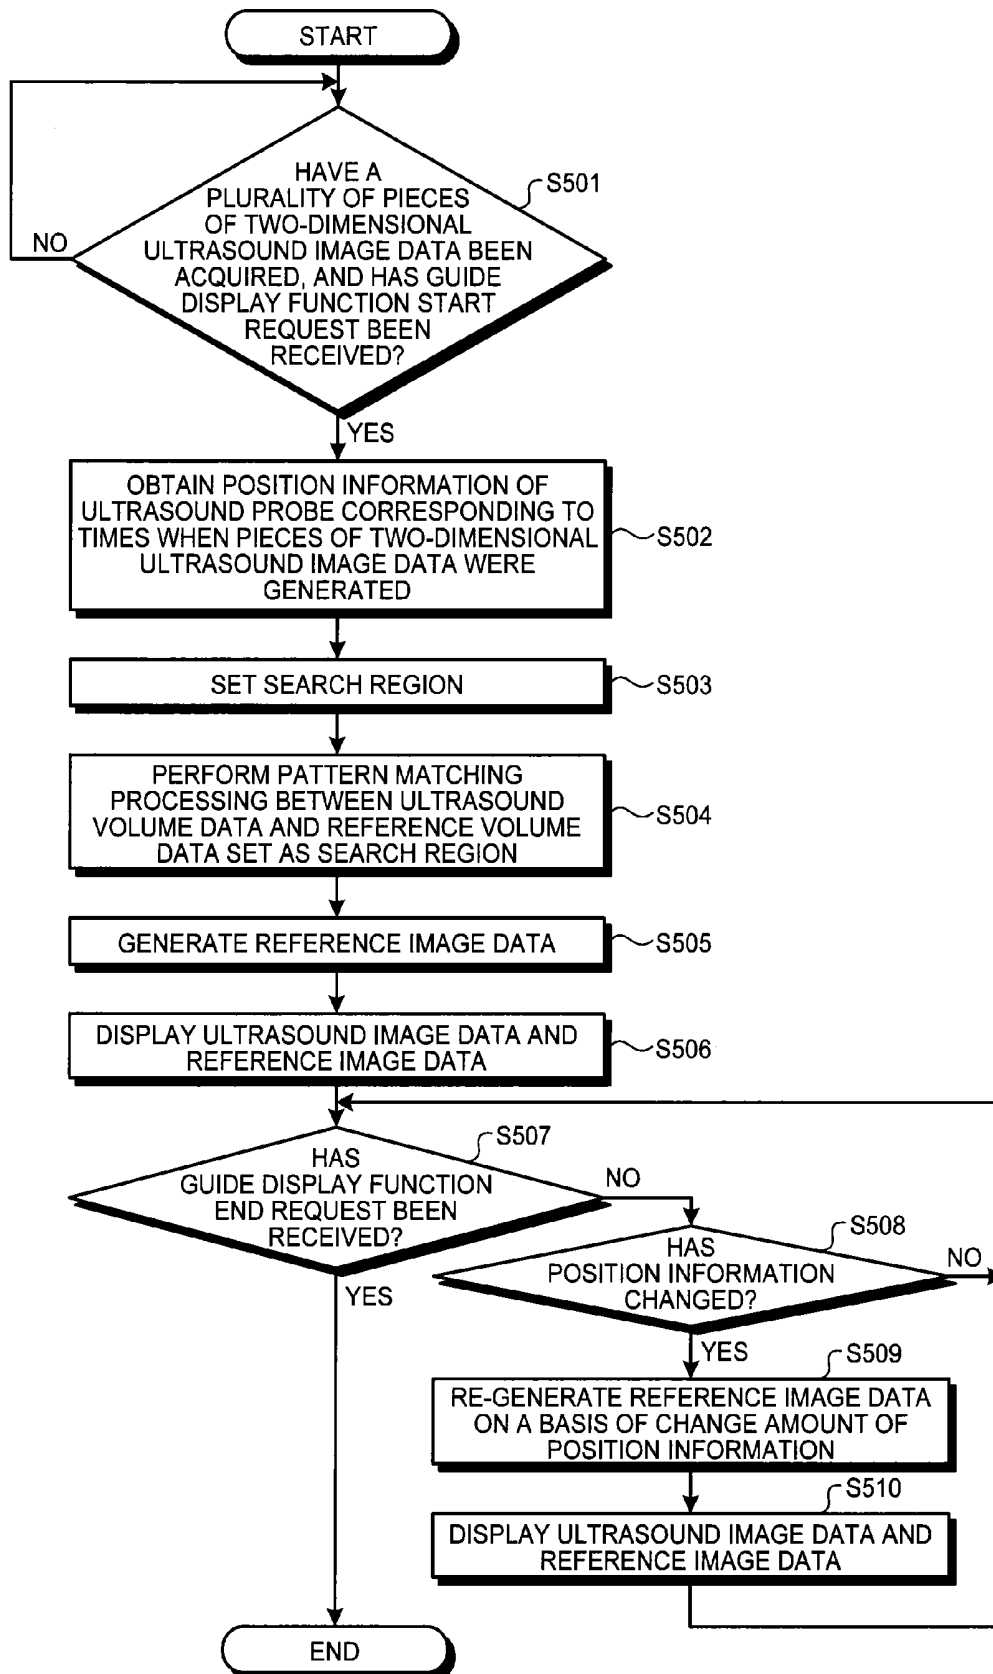 START
HAVE A
PLURALITY OF PIECES
OF TWO-DIMENSIONAL
ULTRASOUND IMAGE DATA BEEN
ACQUIRED, AND HAS GUIDE
DISPLAY FUNCTION START
REQUEST BEEN
RECEIVED?
S501
NO
YES
OBTAIN POSITION INFORMATION OF
ULTRASOUND PROBE CORRESPONDING TO
TIMES WHEN PIECES OF TWO-DIMENSIONAL
ULTRASOUND IMAGE DATA WERE
GENERATED
S502
SET SEARCH REGION
S503
PERFORM PATTERN MATCHING
PROCESSING BETWEEN ULTRASOUND
VOLUME DATA AND REFERENCE VOLUME
DATA SET AS SEARCH REGION
S504
GENERATE REFERENCE IMAGE DATA
S505
DISPLAY ULTRASOUND IMAGE DATA AND
REFERENCE IMAGE DATA
S506
HAS
GUIDE DISPLAY FUNCTION
END REQUEST BEEN
RECEIVED?
S507
NO
YES
HAS
POSITION INFORMATION
CHANGED?
S508
NO
YES
RE-GENERATE REFERENCE IMAGE DATA
ON A BASIS OF CHANGE AMOUNT OF
POSITION INFORMATION
S509
DISPLAY ULTRASOUND IMAGE DATA AND
REFERENCE IMAGE DATA
S510
END